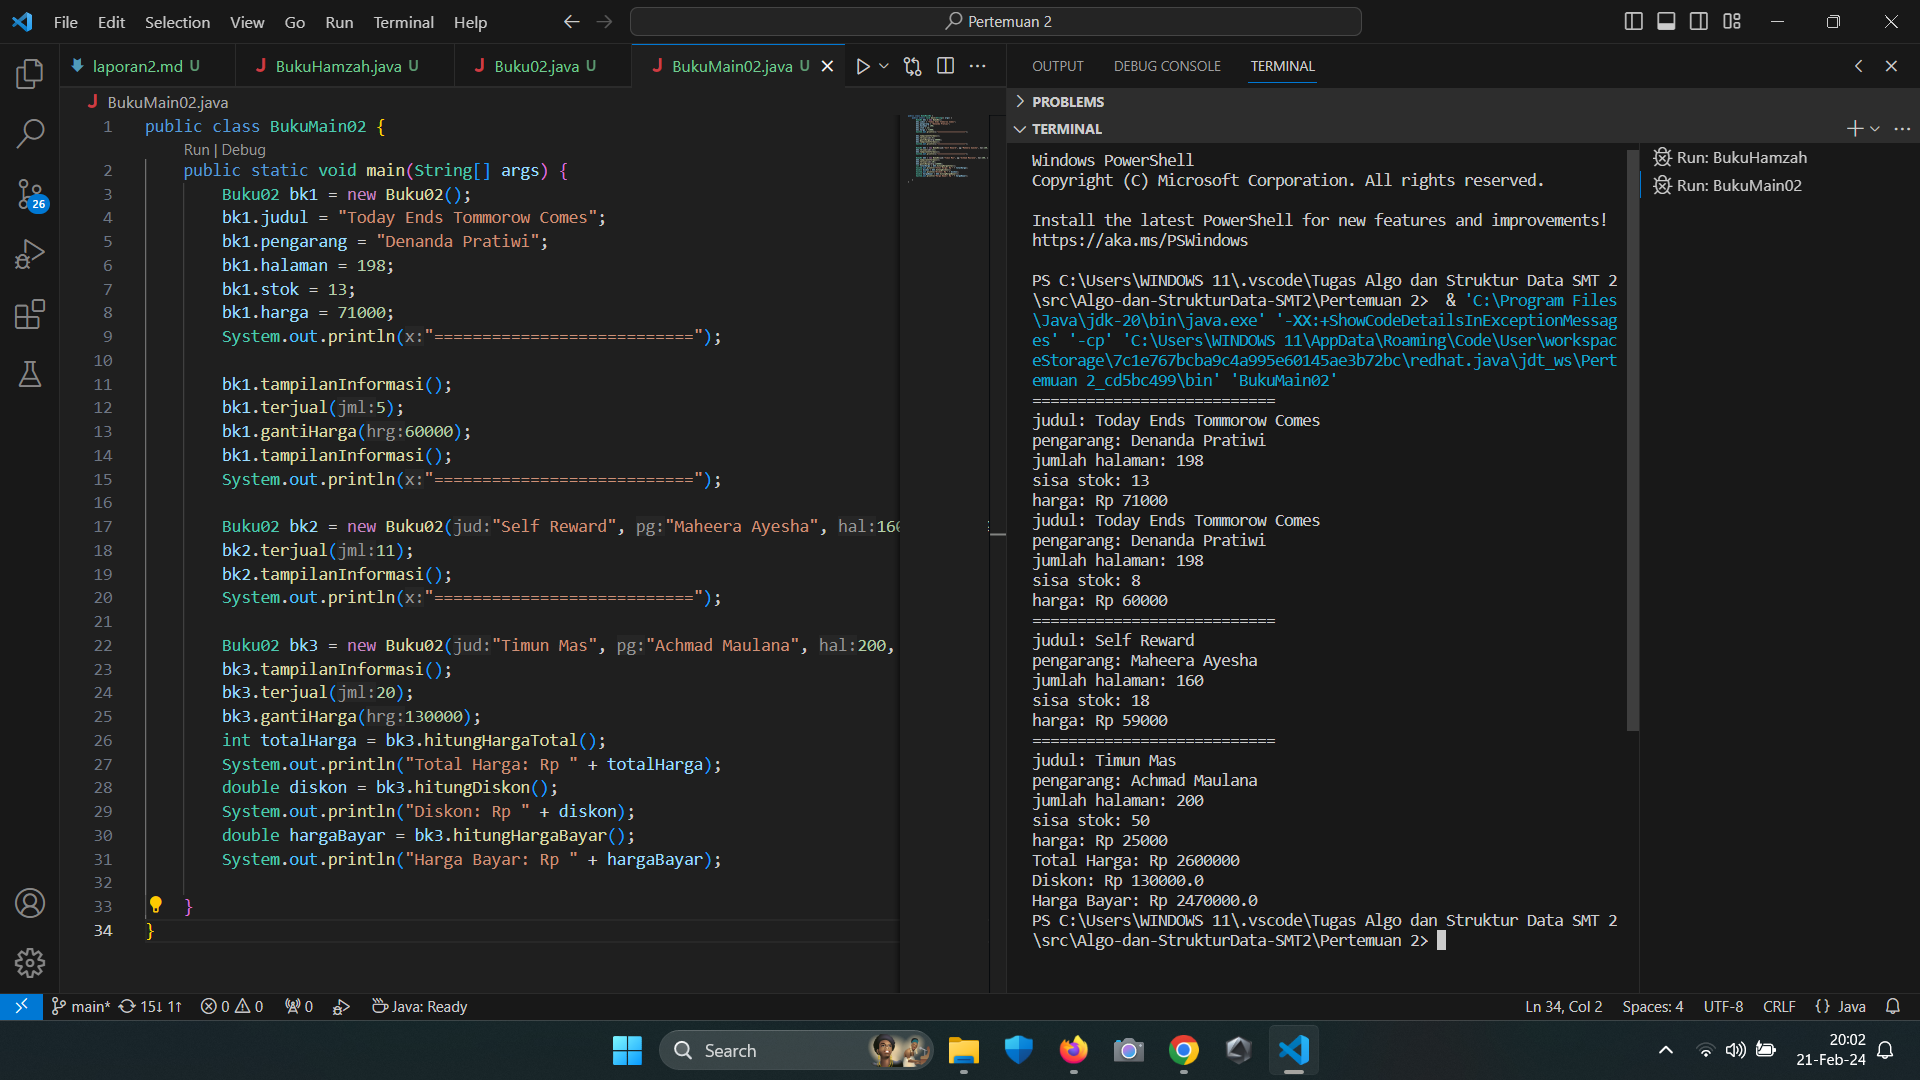 File Edit Selection View Go Run Terminal Help
Pertemuan 2
laporan2.md U
BukuHamzah.java U
Buku02.java U
BukuMain02.java U
BukuMain02.java
1 public class BukuMain02 {
Run | Debug
2 public static void main(String[] args) {
3 Buku02 bk1 = new Buku02();
4 bk1.judul = "Today Ends Tommorow Comes";
5 bk1.pengarang = "Denanda Pratiwi";
6 bk1.halaman = 198;
7 bk1.stok = 13;
8 bk1.harga = 71000;
9 System.out.println(x:"===========================");
10
11 bk1.tampilanInformasi();
12 bk1.terjual(jml:5);
13 bk1.gantiHarga(hrg:60000);
14 bk1.tampilanInformasi();
15 System.out.println(x:"===========================");
16
17 Buku02 bk2 = new Buku02(jud:"Self Reward", pg:"Maheera Ayesha", hal:160
18 bk2.terjual(jml:11);
19 bk2.tampilanInformasi();
20 System.out.println(x:"===========================");
21
22 Buku02 bk3 = new Buku02(jud:"Timun Mas", pg:"Achmad Maulana", hal:200,
23 bk3.tampilanInformasi();
24 bk3.terjual(jml:20);
25 bk3.gantiHarga(hrg:130000);
26 int totalHarga = bk3.hitungHargaTotal();
27 System.out.println("Total Harga: Rp " + totalHarga);
28 double diskon = bk3.hitungDiskon();
29 System.out.println("Diskon: Rp " + diskon);
30 double hargaBayar = bk3.hitungHargaBayar();
31 System.out.println("Harga Bayar: Rp " + hargaBayar);
32
33 }
34 }
OUTPUT DEBUG CONSOLE TERMINAL
PROBLEMS
TERMINAL
Windows PowerShell
Copyright (C) Microsoft Corporation. All rights reserved.
Install the latest PowerShell for new features and improvements!
https://aka.ms/PSWindows
PS C:\Users\WINDOWS 11\.vscode\Tugas Algo dan Struktur Data SMT 2
\src\Algo-dan-StrukturData-SMT2\Pertemuan 2> & 'C:\Program Files
\Java\jdk-20\bin\java.exe' '-XX:+ShowCodeDetailsInExceptionMessag
es' '-cp' 'C:\Users\WINDOWS 11\AppData\Roaming\Code\User\workspac
eStorage\7c1e767bcba9c4a995e60145ae3b72bc\redhat.java\jdt_ws\Pert
emuan 2_cd5bc499\bin' 'BukuMain02'
===========================
judul: Today Ends Tommorow Comes
pengarang: Denanda Pratiwi
jumlah halaman: 198
sisa stok: 13
harga: Rp 71000
judul: Today Ends Tommorow Comes
pengarang: Denanda Pratiwi
jumlah halaman: 198
sisa stok: 8
harga: Rp 60000
===========================
judul: Self Reward
pengarang: Maheera Ayesha
jumlah halaman: 160
sisa stok: 18
harga: Rp 59000
===========================
judul: Timun Mas
pengarang: Achmad Maulana
jumlah halaman: 200
sisa stok: 50
harga: Rp 25000
Total Harga: Rp 2600000
Diskon: Rp 130000.0
Harga Bayar: Rp 2470000.0
PS C:\Users\WINDOWS 11\.vscode\Tugas Algo dan Struktur Data SMT 2
\src\Algo-dan-StrukturData-SMT2\Pertemuan 2>
Run: BukuHamzah
Run: BukuMain02
26
main* 15↓ 1↑ 0 0 0 Java: Ready
Ln 34, Col 2 Spaces: 4 UTF-8 CRLF {} Java
Search
20:02
21-Feb-24